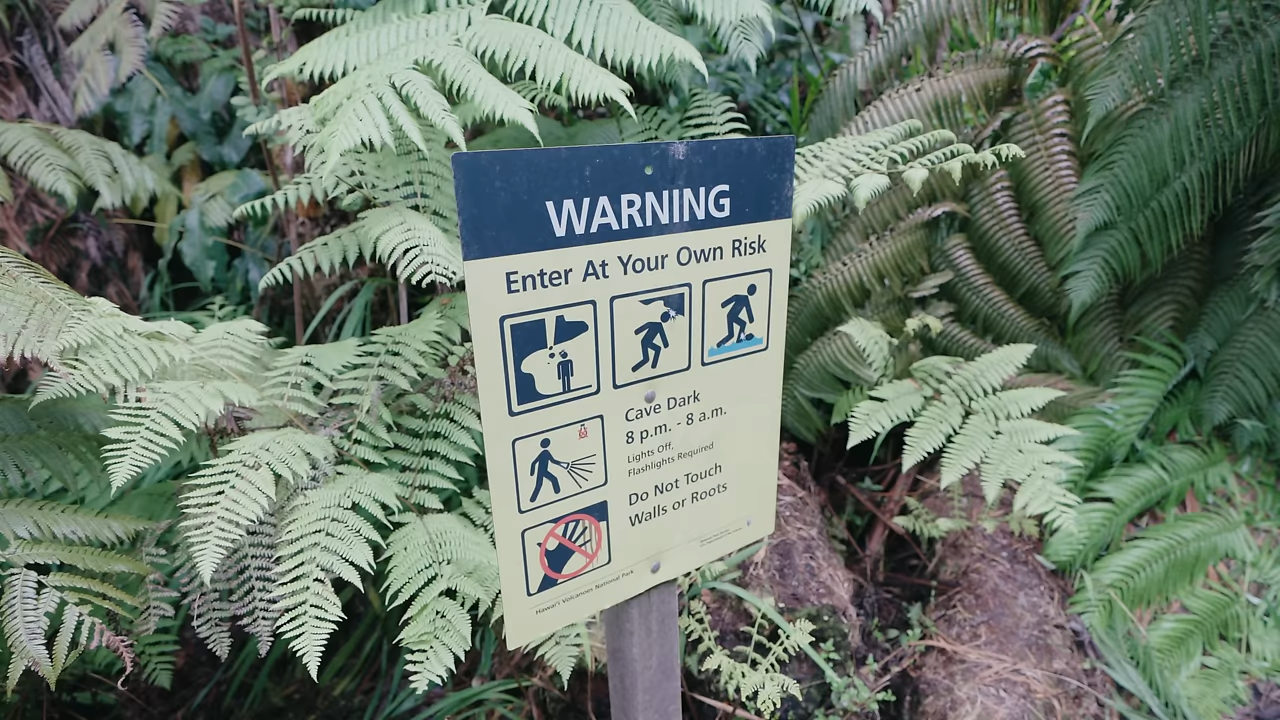 WARNING
Enter At Your Own Risk
Cave Dark
8 p.m. - 8 a.m.
Lights Off,
Flashlights Required
Do Not Touch
Walls or Roots
Hawai'i Volcanoes National Park